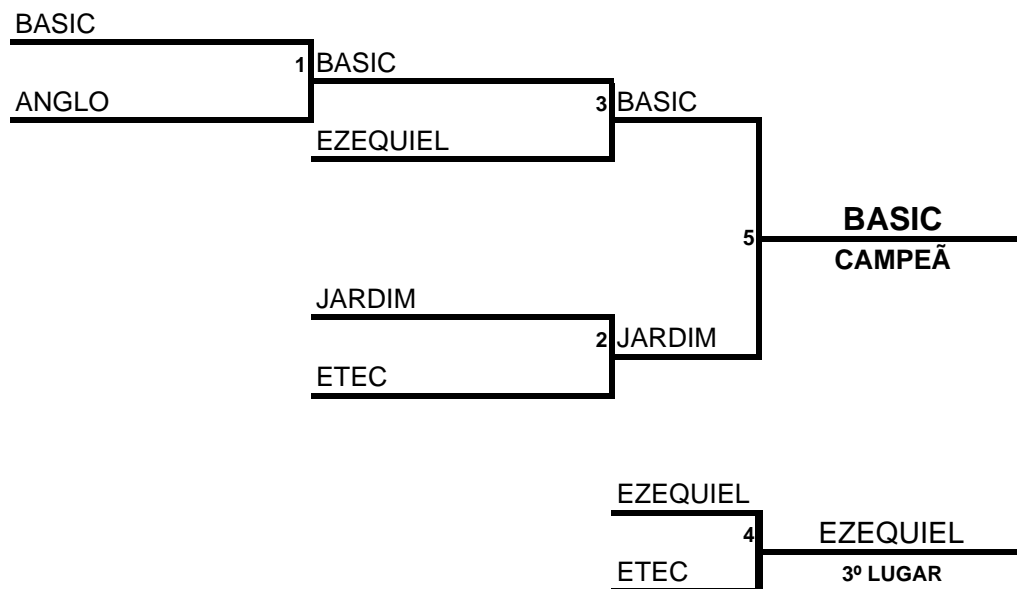 BASIC
1 BASIC
ANGLO
3 BASIC
EZEQUIEL
BASIC
5
CAMPEÃ
JARDIM
2 JARDIM
ETEC
EZEQUIEL
4 EZEQUIEL
ETEC
3º LUGAR